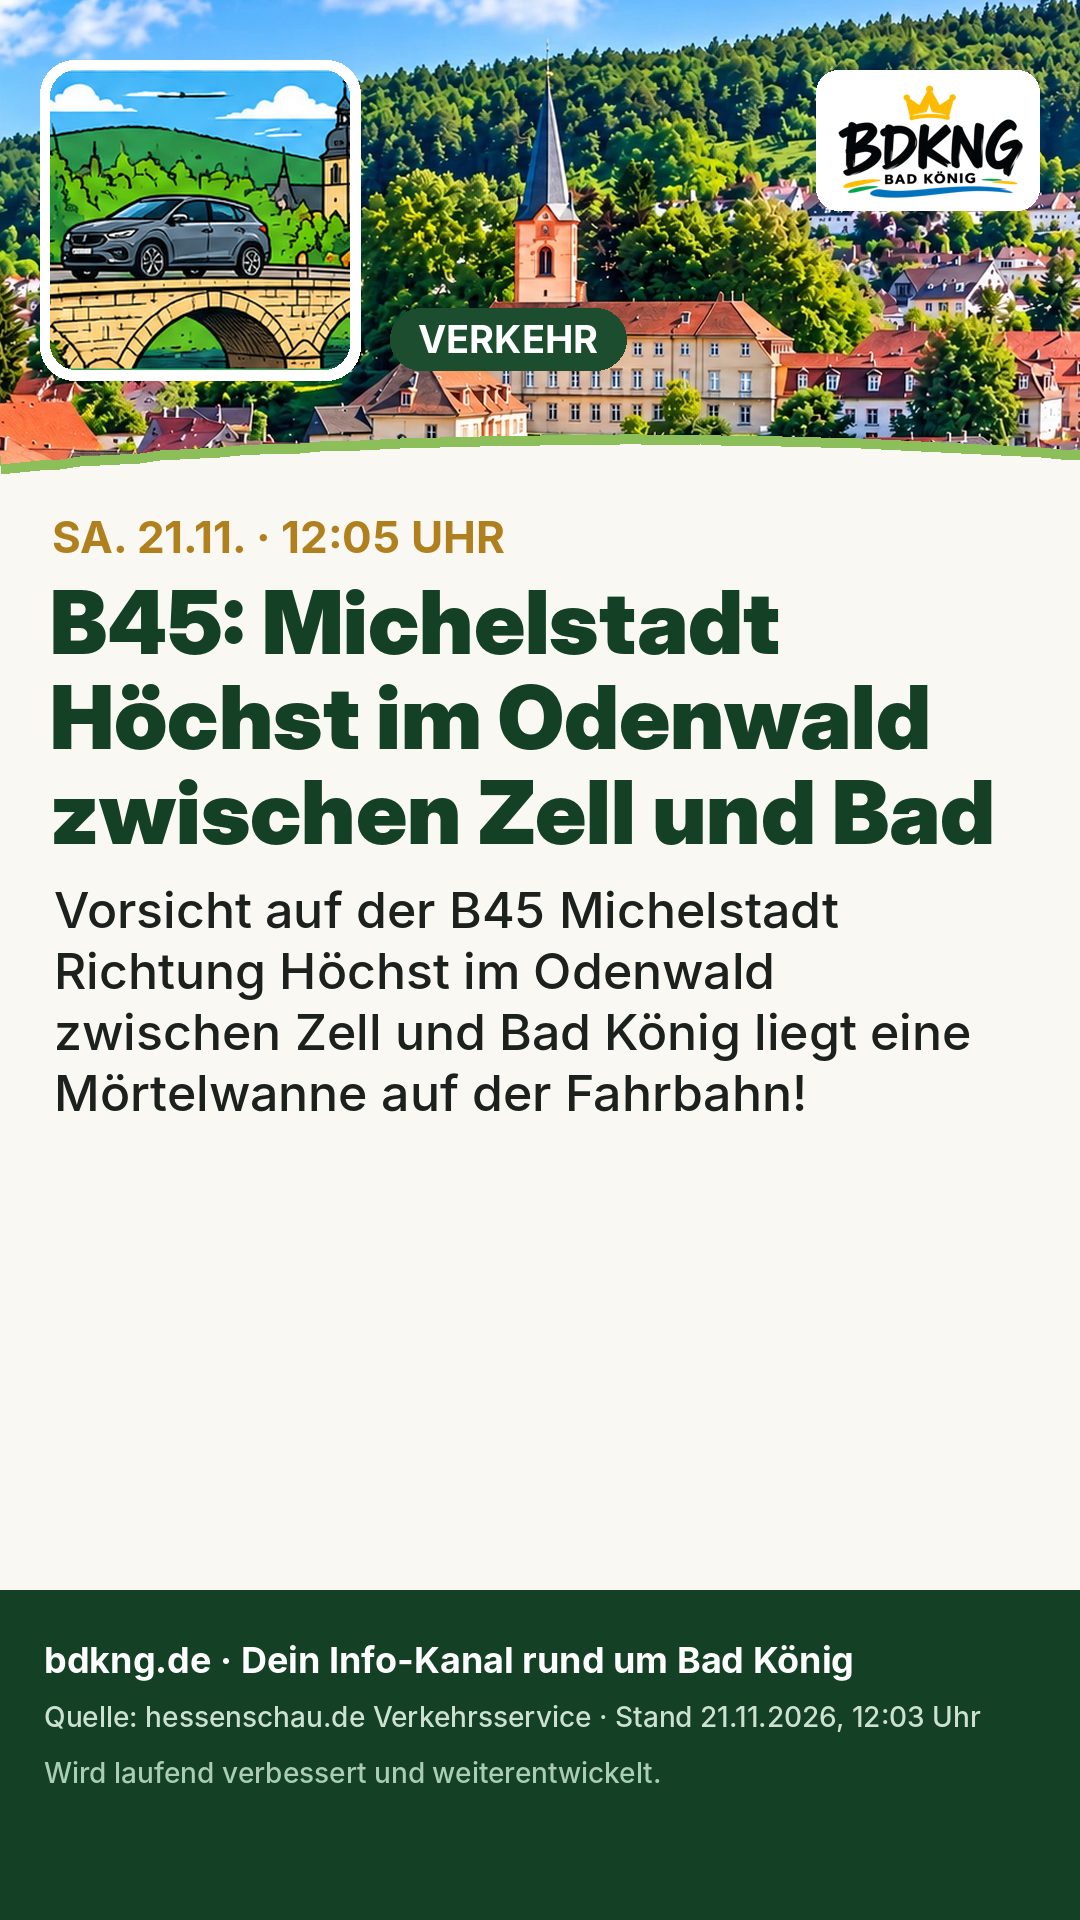 BDKNG
BAD KÖNIG
VERKEHR
SA. 21.11. · 12:05 UHR
B45: Michelstadt
Höchst im Odenwald
zwischen Zell und Bad
Vorsicht auf der B45 Michelstadt
Richtung Höchst im Odenwald
zwischen Zell und Bad König liegt eine
Mörtelwanne auf der Fahrbahn!
bdkng.de · Dein Info-Kanal rund um Bad König
Quelle: hessenschau.de Verkehrsservice · Stand 21.11.2026, 12:03 Uhr
Wird laufend verbessert und weiterentwickelt.